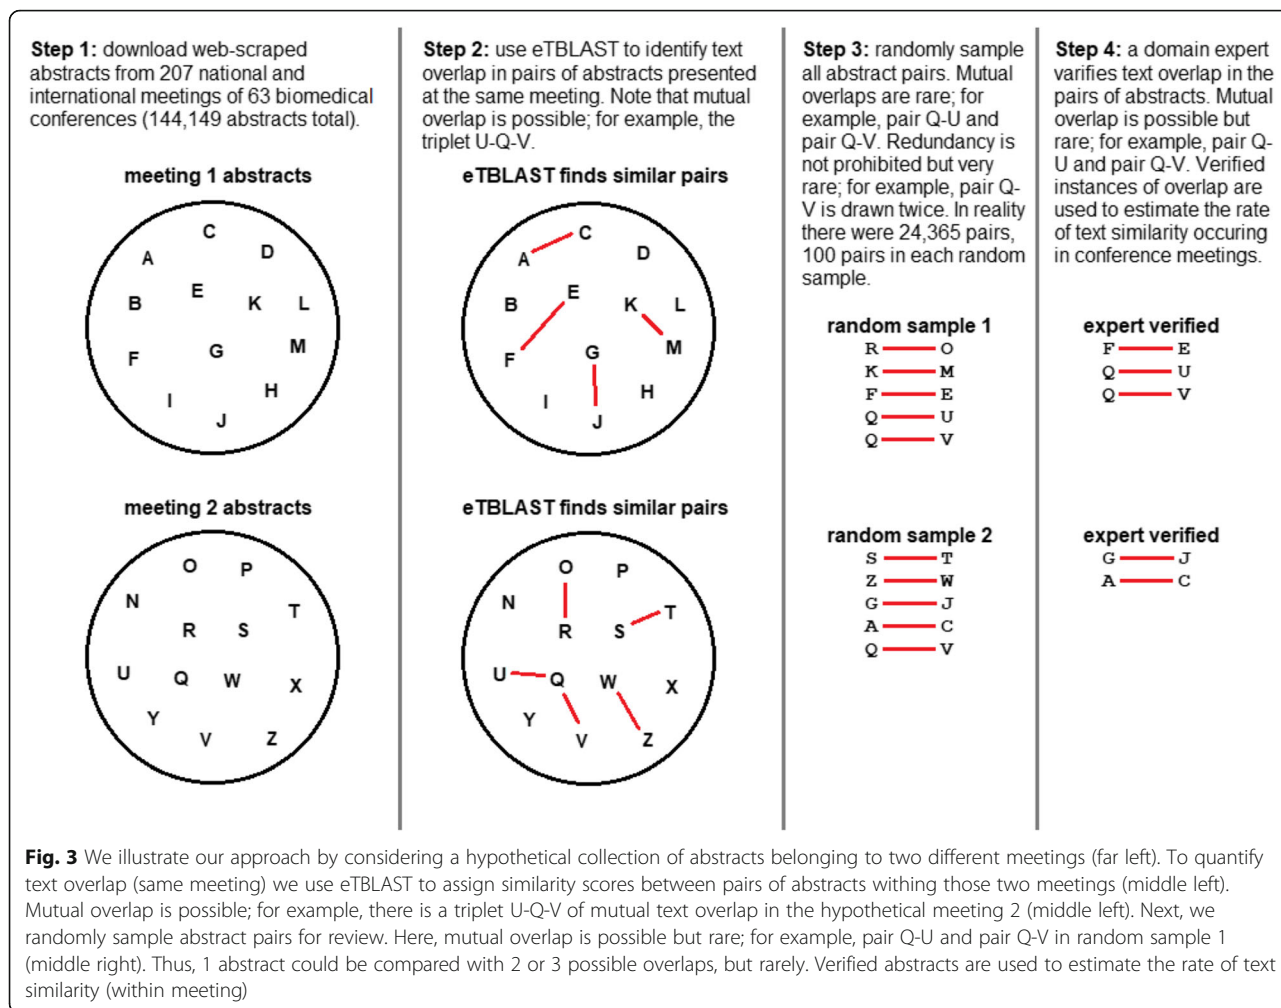 Step 1: download web-scraped
abstracts from 207 national and
international meetings of 63 biomedical
conferences (144,149 abstracts total).
meeting 1 abstracts
C
A
D
E
B
K
L
G
M
F
H
I
J
meeting 2 abstracts
O
P
N
T
R
S
U
Q
W
X
Y
V
Z
Step 2: use eTBLAST to identify text
overlap in pairs of abstracts presented
at the same meeting. Note that mutual
overlap is possible; for example, the
triplet U-Q-V.
eTBLAST finds similar pairs
C
A
D
E
B
K
L
G
M
F
H
I
J
eTBLAST finds similar pairs
O
P
N
T
R
S
U
Q
W
X
Y
V
Z
Step 3: randomly sample
all abstract pairs. Mutual
overlaps are rare; for
example, pair Q-U and
pair Q-V. Redundancy is
not prohibited but very
rare; for example, pair Q-
V is drawn twice. In reality
there were 24,365 pairs,
100 pairs in each random
sample.
random sample 1
R O
K M
F E
Q U
Q V
random sample 2
S T
Z W
G J
A C
Q V
Step 4: a domain expert
varifies text overlap in the
pairs of abstracts. Mutual
overlap is possible but
rare; for example, pair Q-
U and pair Q-V. Verified
instances of overlap are
used to estimate the rate
of text similarity occuring
in conference meetings.
expert verified
F E
Q U
Q V
expert verified
G J
A C
Fig. 3 We illustrate our approach by considering a hypothetical collection of abstracts belonging to two different meetings (far left). To quantify
text overlap (same meeting) we use eTBLAST to assign similarity scores between pairs of abstracts withing those two meetings (middle left).
Mutual overlap is possible; for example, there is a triplet U-Q-V of mutual text overlap in the hypothetical meeting 2 (middle left). Next, we
randomly sample abstract pairs for review. Here, mutual overlap is possible but rare; for example, pair Q-U and pair Q-V in random sample 1
(middle right). Thus, 1 abstract could be compared with 2 or 3 possible overlaps, but rarely. Verified abstracts are used to estimate the rate of text
similarity (within meeting)